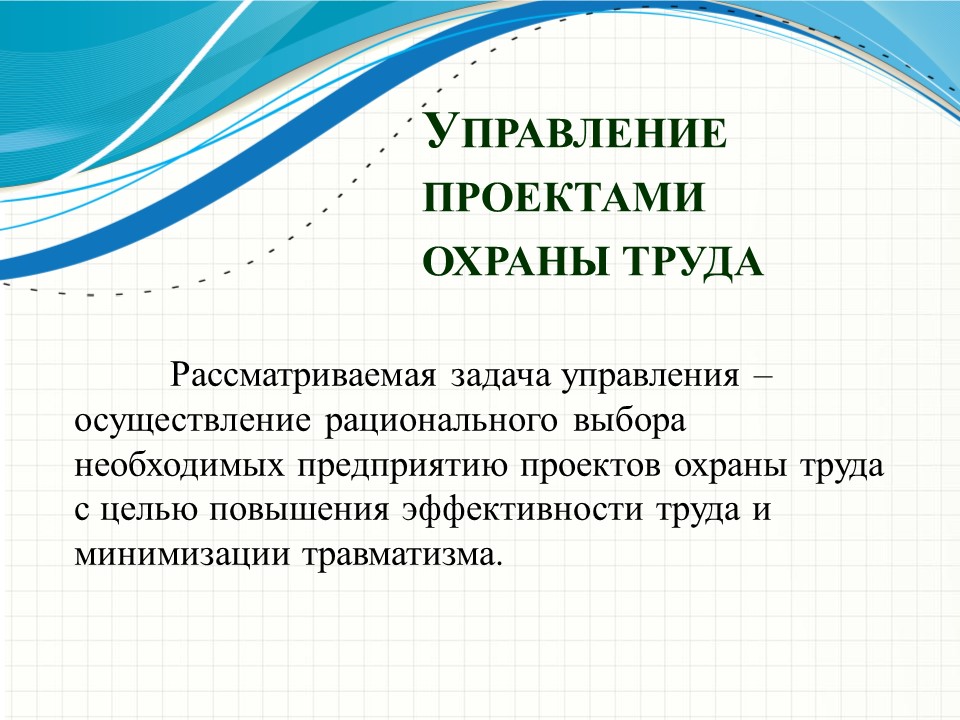 Управление
проектами
охраны труда
Рассматриваемая задача управления –
осуществление рационального выбора
необходимых предприятию проектов охраны труда
с целью повышения эффективности труда и
минимизации травматизма.